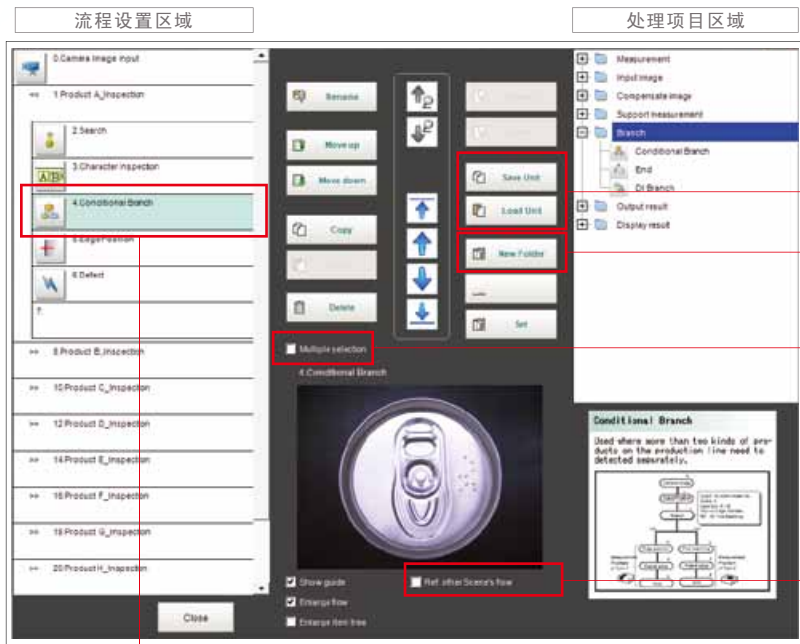 流程设置区域
处理项目区域
0.Camera Image Input
1.Product A_Inspection
2.Search
3.Character Inspection
4.Conditional Branch
5.Edge Position
6.Defect
7.
8.Product B_Inspection
10.Product C_Inspection
12.Product D_Inspection
14.Product E_Inspection
16.Product F_Inspection
18.Product G_Inspection
20.Product H_Inspection
Rename
Move up
Move down
Copy
Delete
Save Unit
Load Unit
New Folder
Set
Multiple selection
4.Conditional Branch
Show guide
Enlarge flow
Enlarge item tree
Ref. other Scene's flow
Close
Measurement
Input image
Compensate image
Support measurement
Branch
Conditional Branch
End
DI Branch
Output result
Display result
Conditional Branch
Used where more than two kinds of pro-
ducts on the production line need to
detected separately.